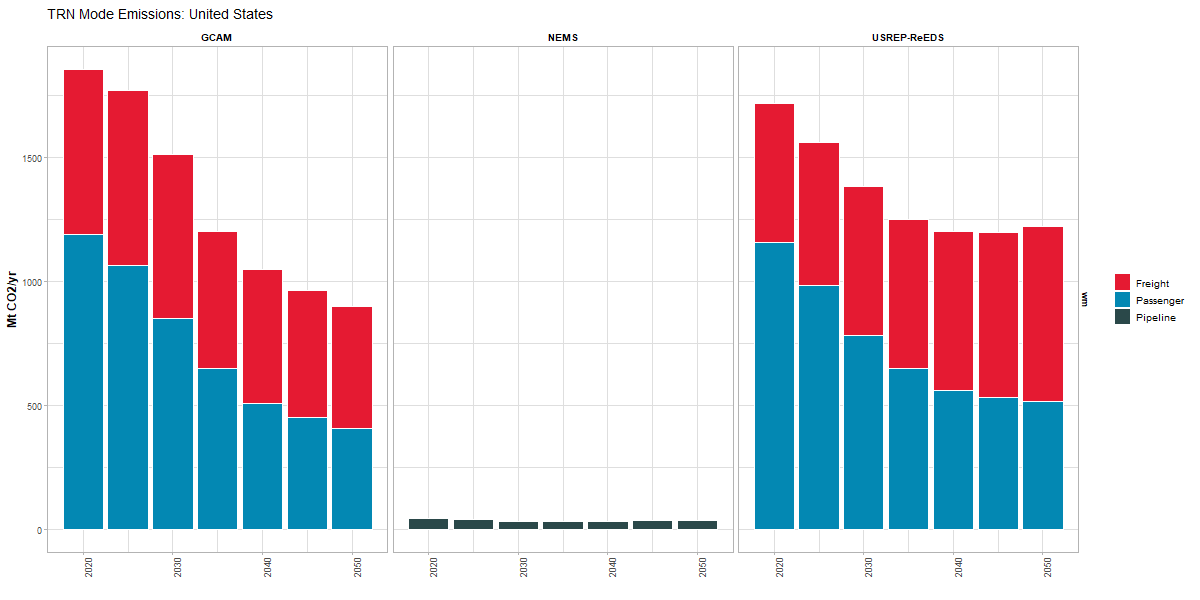 TRN Mode Emissions: United States
GCAM
NEMS
USREP-ReEDS
Mt CO2/yr
1500
1000
500
0
2020
2030
2040
2050
2020
2030
2040
2050
2020
2030
2040
2050
wm
Freight
Passenger
Pipeline